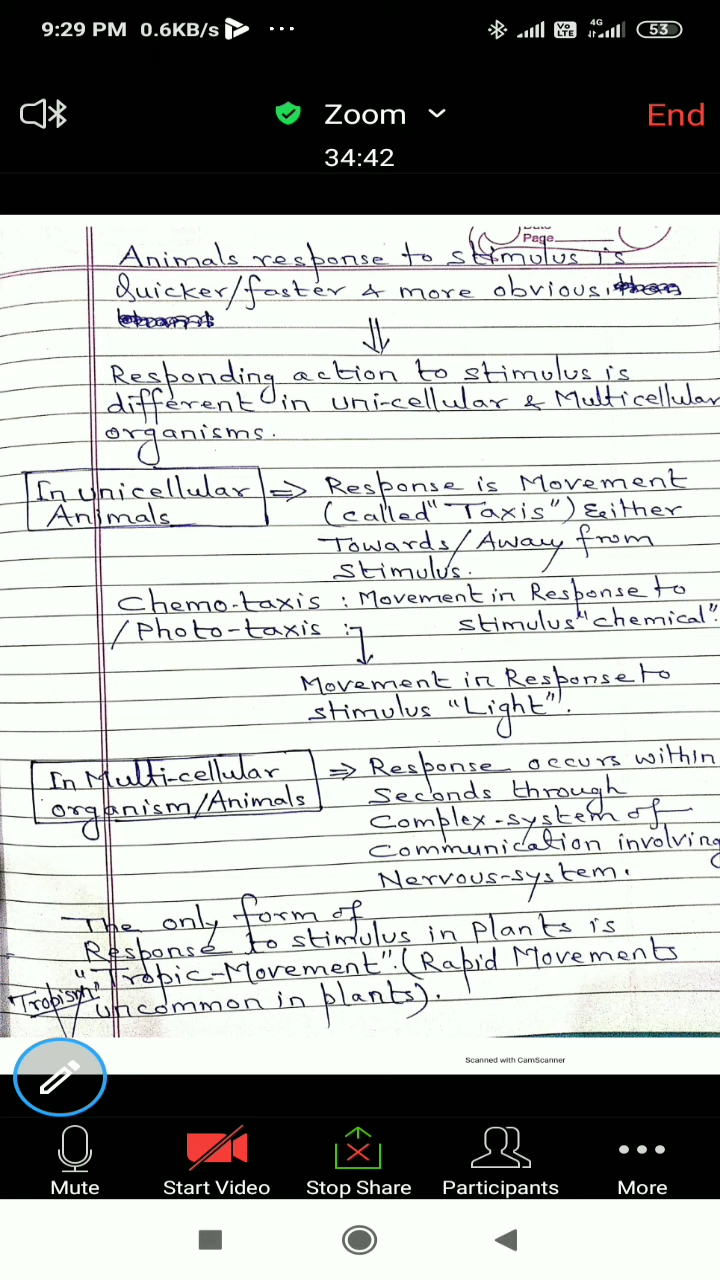 9:29 PM 0.6KB/s ...
Vo LTE 4G 53
Zoom
End
34:42
Page
Animals response to stimulus is
Quicker/faster & more obvious.
⇓
Responding action to stimulus is
different in uni-cellular & Multicellular
organisms.
In unicellular ⇒ Response is Movement
Animals (called "Taxis") Either
Towards/Away from
stimulus.
Chemo-taxis : Movement in Response to
/Photo-taxis :- stimulus "chemical".
Movement in Response to
stimulus "Light".
In Multi-cellular ⇒ Response occurs within
organism/Animals Seconds through
Complex-system of
Communication involving
Nervous-system.
The only form of
Response to stimulus in plants is
"Tropic-Movement". (Rapid Movements
"Tropism" uncommon in plants).
Scanned with CamScanner
Mute Start Video Stop Share Participants More